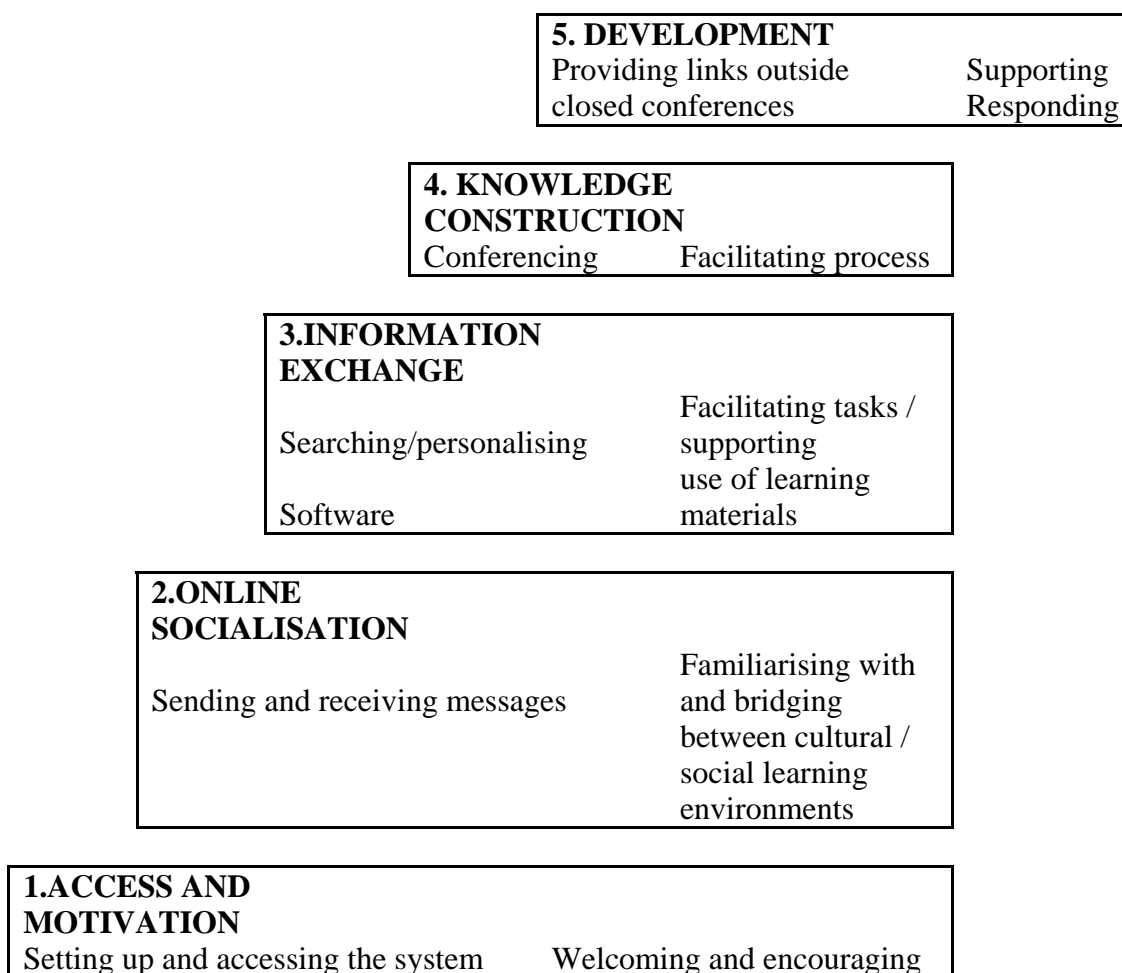 5. DEVELOPMENT
Providing links outside Supporting
closed conferences Responding
4. KNOWLEDGE
CONSTRUCTION
Conferencing Facilitating process
3.INFORMATION
EXCHANGE
Facilitating tasks /
Searching/personalising supporting
use of learning
Software materials
2.ONLINE
SOCIALISATION
Familiarising with
Sending and receiving messages and bridging
between cultural /
social learning
environments
1.ACCESS AND
MOTIVATION
Setting up and accessing the system Welcoming and encouraging